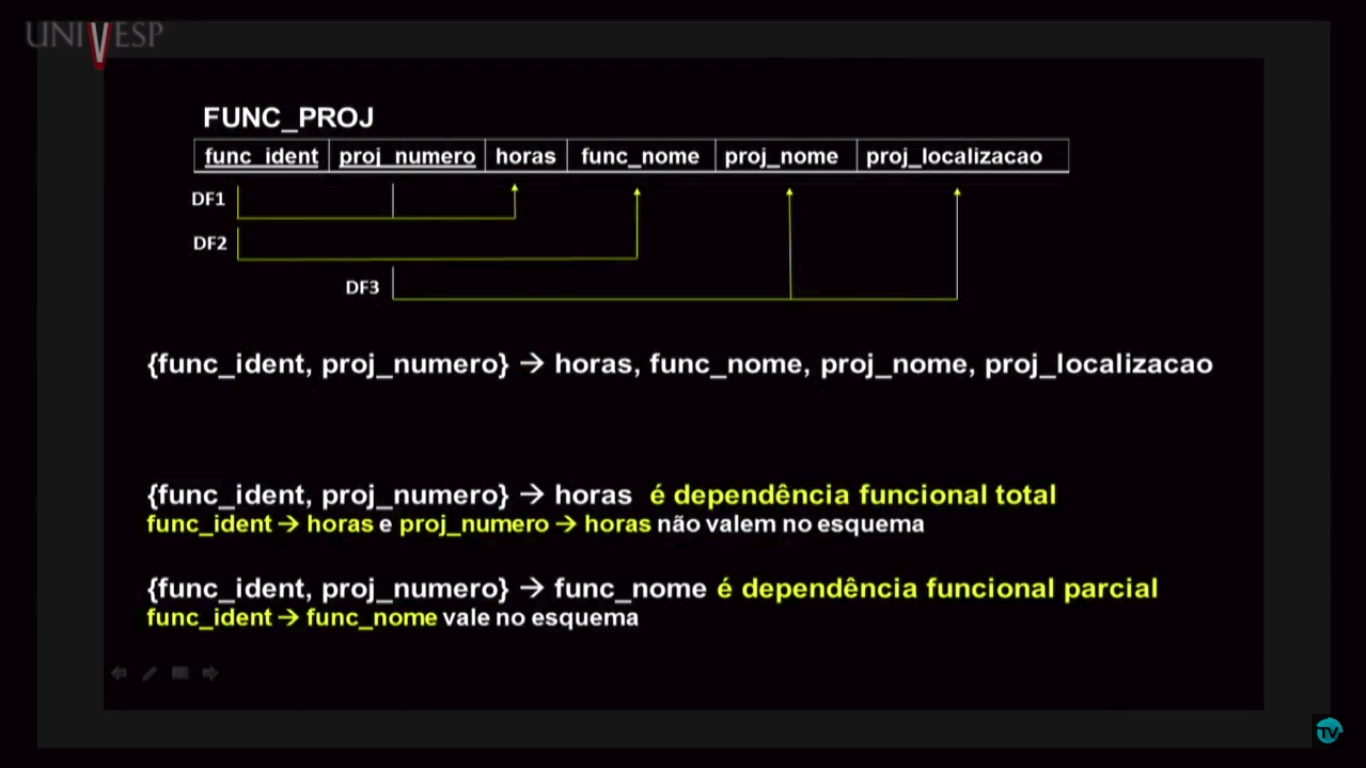 UNIVESP
FUNC_PROJ
func_ident proj_numero horas func_nome proj_nome proj_localizacao
DF1
DF2
DF3
{func_ident, proj_numero} → horas, func_nome, proj_nome, proj_localizacao
{func_ident, proj_numero} → horas é dependência funcional total
func_ident → horas e proj_numero → horas não valem no esquema
{func_ident, proj_numero} → func_nome é dependência funcional parcial
func_ident → func_nome vale no esquema
TV